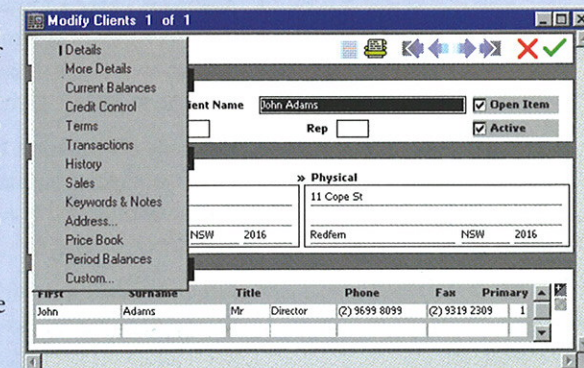 Modify Clients 1 of 1
Details
More Details
Current Balances
Credit Control
Terms
Transactions
History
Sales
Keywords & Notes
Address...
Price Book
Period Balances
Custom...
ient Name John Adams Open Item
Rep Active
» Physical
11 Cope St
NSW 2016 Redfern NSW 2016
First Surname Title Phone Fax Primary
John Adams Mr Director (2) 9699 8099 (2) 9319 2309 1